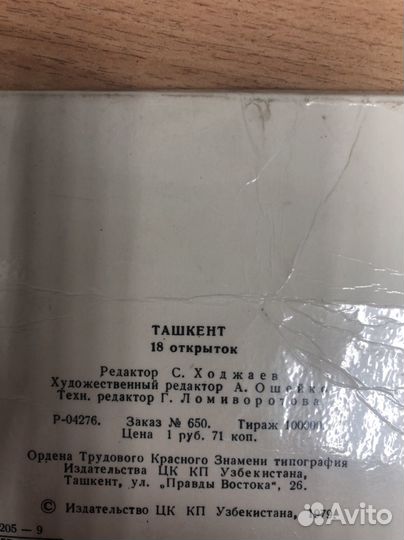 ТАШКЕНТ
18 открыток
Редактор С. Ходжаев
Художественный редактор А. Ошейко
Техн. редактор Г. Ломиворотова
Р-04276. Заказ № 650. Тираж 100000.
Цена 1 руб. 71 коп.
Ордена Трудового Красного Знамени типография
Издательства ЦК КП Узбекистана,
Ташкент, ул. „Правды Востока“, 26.
© Издательство ЦК КП Узбекистана, 1979
205 — 9
Avito